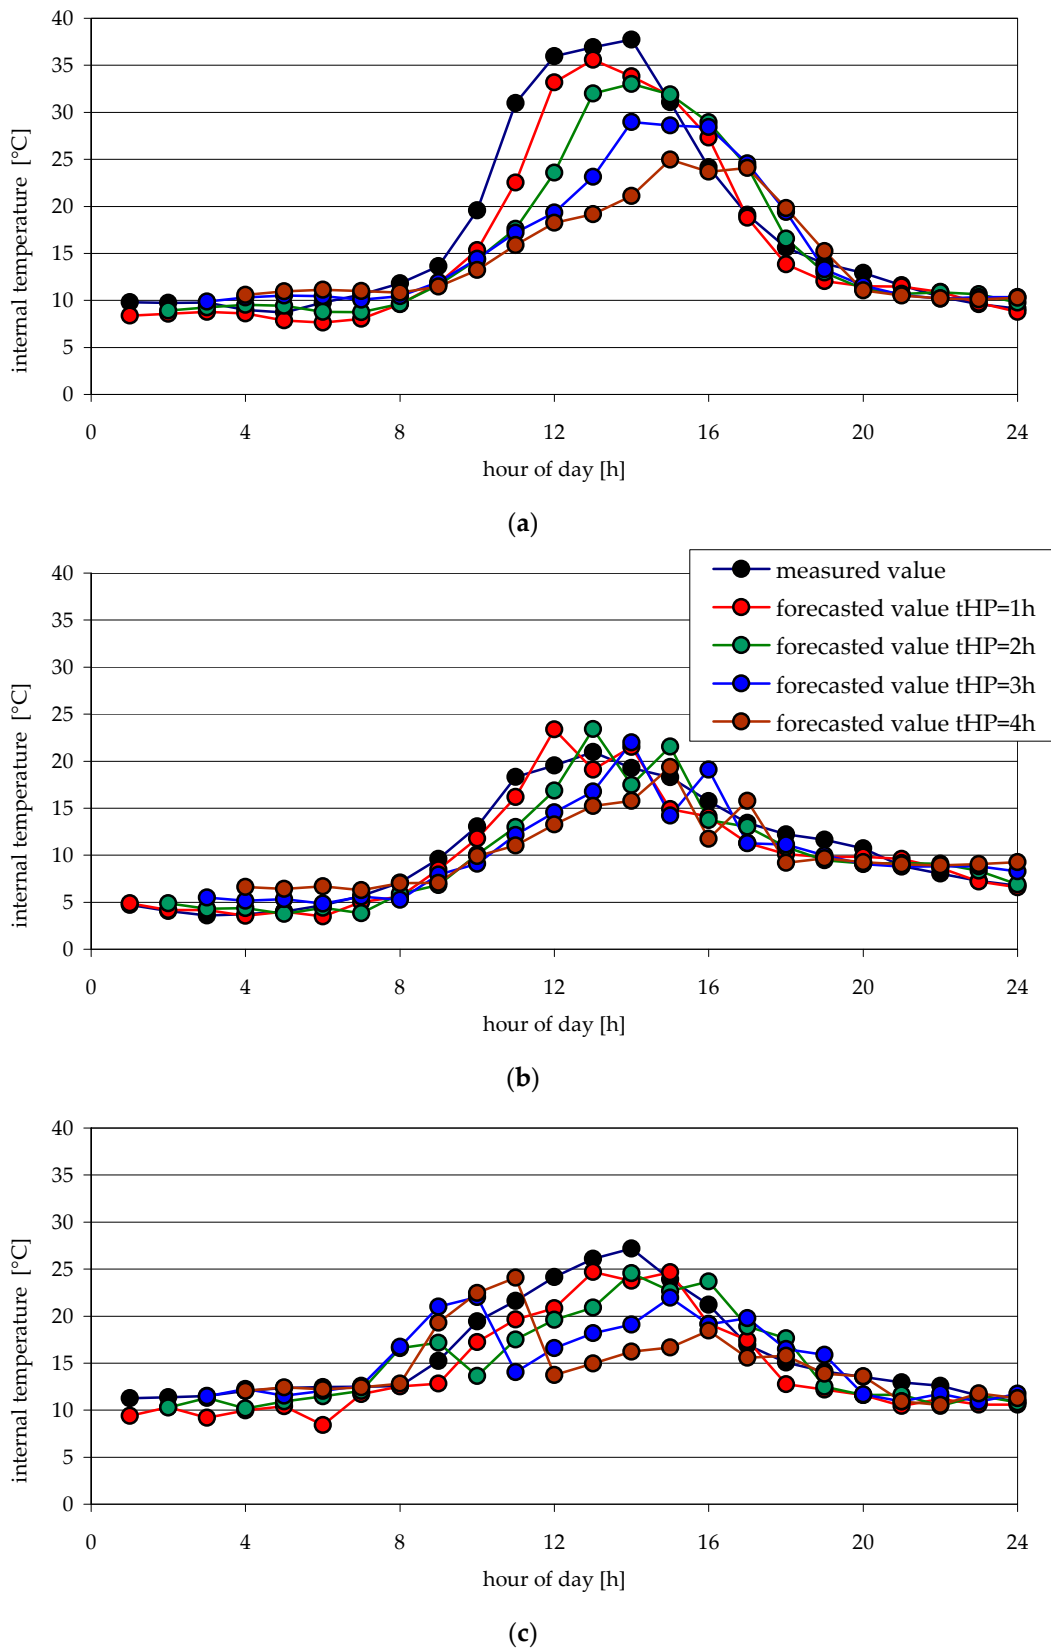 40
35
30
25
20
15
10
5
0
internal temperature [°C]
0 4 8 12 16 20 24
hour of day [h]
(a)
measured value
forecasted value tHP=1h
forecasted value tHP=2h
forecasted value tHP=3h
forecasted value tHP=4h
40
35
30
25
20
15
10
5
0
internal temperature [°C]
0 4 8 12 16 20 24
hour of day [h]
(b)
40
35
30
25
20
15
10
5
0
internal temperature [°C]
0 4 8 12 16 20 24
hour of day [h]
(c)